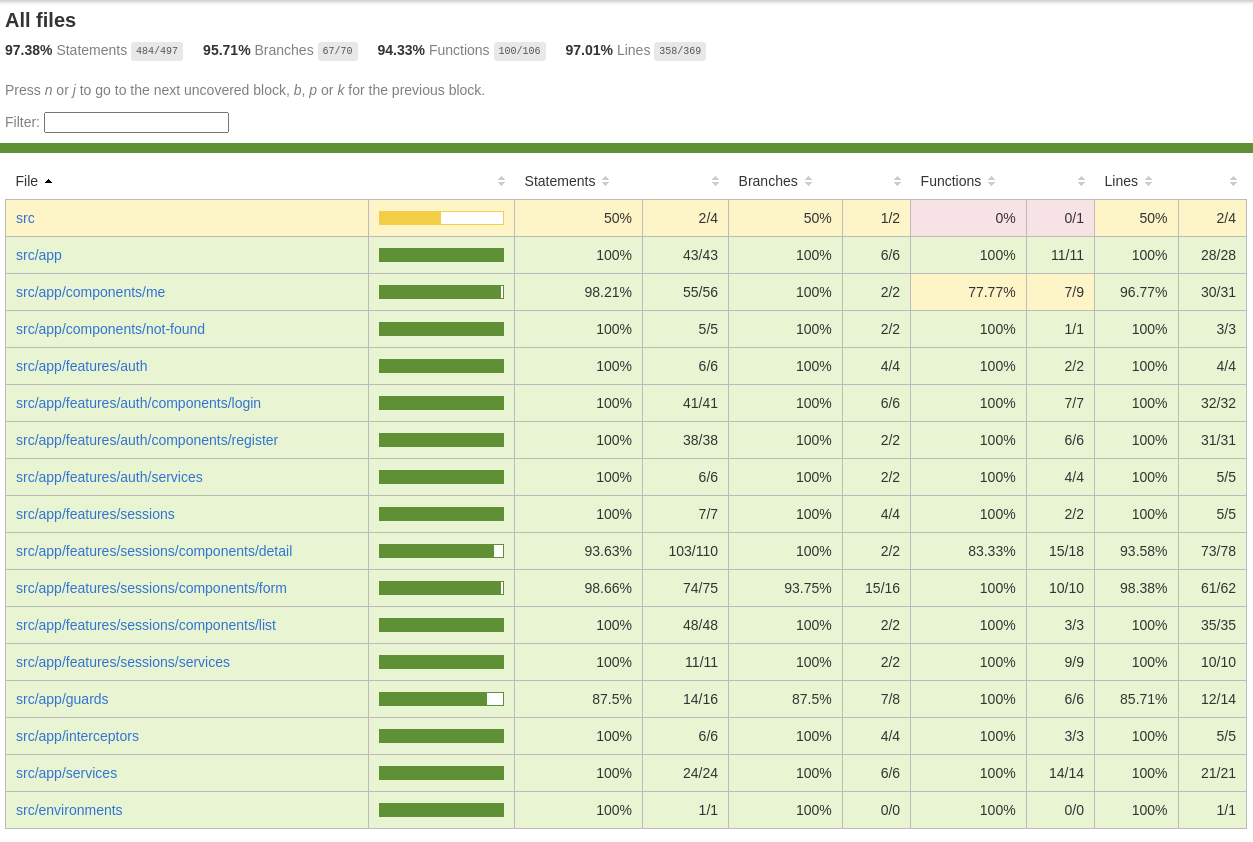 All files
97.38% Statements 484/497 95.71% Branches 67/70 94.33% Functions 100/106 97.01% Lines 358/369
Press n or j to go to the next uncovered block, b, p or k for the previous block.
Filter:
File Statements Branches Functions Lines
src 50% 2/4 50% 1/2 0% 0/1 50% 2/4
src/app 100% 43/43 100% 6/6 100% 11/11 100% 28/28
src/app/components/me 98.21% 55/56 100% 2/2 77.77% 7/9 96.77% 30/31
src/app/components/not-found 100% 5/5 100% 2/2 100% 1/1 100% 3/3
src/app/features/auth 100% 6/6 100% 4/4 100% 2/2 100% 4/4
src/app/features/auth/components/login 100% 41/41 100% 6/6 100% 7/7 100% 32/32
src/app/features/auth/components/register 100% 38/38 100% 2/2 100% 6/6 100% 31/31
src/app/features/auth/services 100% 6/6 100% 2/2 100% 4/4 100% 5/5
src/app/features/sessions 100% 7/7 100% 4/4 100% 2/2 100% 5/5
src/app/features/sessions/components/detail 93.63% 103/110 100% 2/2 83.33% 15/18 93.58% 73/78
src/app/features/sessions/components/form 98.66% 74/75 93.75% 15/16 100% 10/10 98.38% 61/62
src/app/features/sessions/components/list 100% 48/48 100% 2/2 100% 3/3 100% 35/35
src/app/features/sessions/services 100% 11/11 100% 2/2 100% 9/9 100% 10/10
src/app/guards 87.5% 14/16 87.5% 7/8 100% 6/6 85.71% 12/14
src/app/interceptors 100% 6/6 100% 4/4 100% 3/3 100% 5/5
src/app/services 100% 24/24 100% 6/6 100% 14/14 100% 21/21
src/environments 100% 1/1 100% 0/0 100% 0/0 100% 1/1